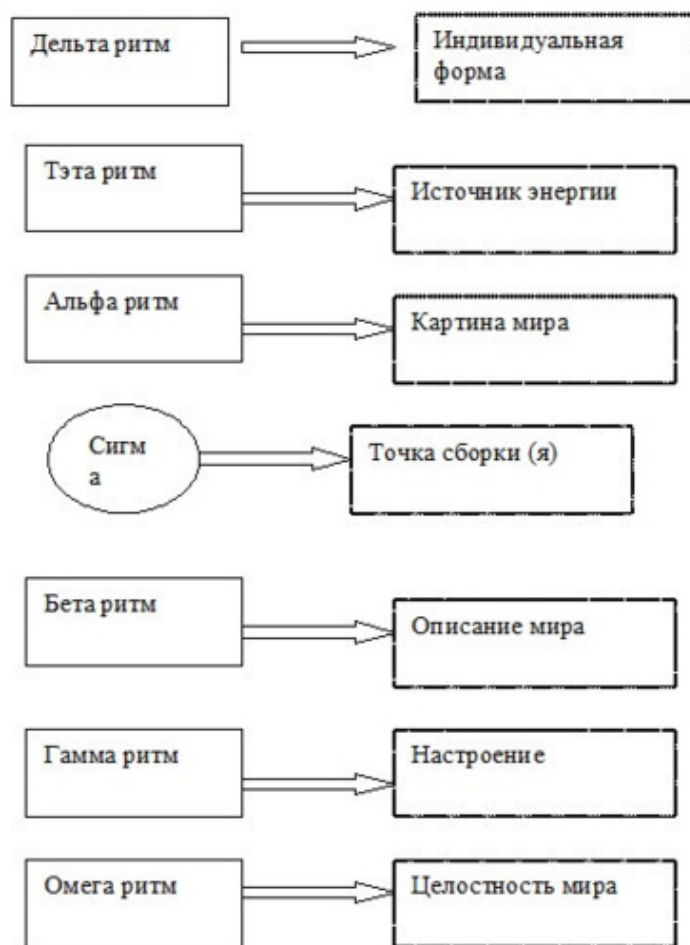 Дельта ритм
Индивидуальная
форма
Тэта ритм
Источник энергии
Альфа ритм
Картина мира
Сигм
а
Точка сборки (я)
Бета ритм
Описание мира
Гамма ритм
Настроение
Омега ритм
Целостность мира